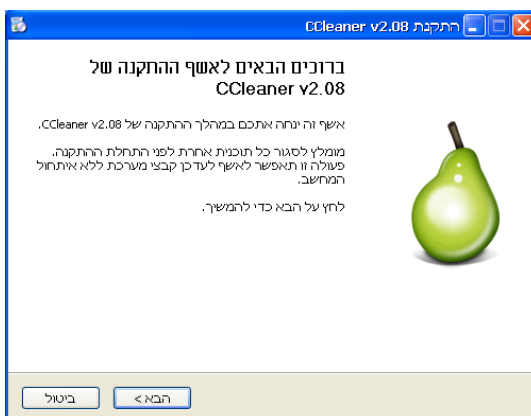 התקנת CCleaner v2.08
ברוכים הבאים לאשף ההתקנה של
CCleaner v2.08
אשף זה ינחה אתכם במהלך ההתקנה של CCleaner v2.08.
מומלץ לסגור כל תוכנית אחרת לפני התחלת ההתקנה.
פעולה זו תאפשר לאשף לעדכן קבצי מערכת ללא איתחול
המחשב.
לחץ על הבא כדי להמשיך.
הבא >
ביטול